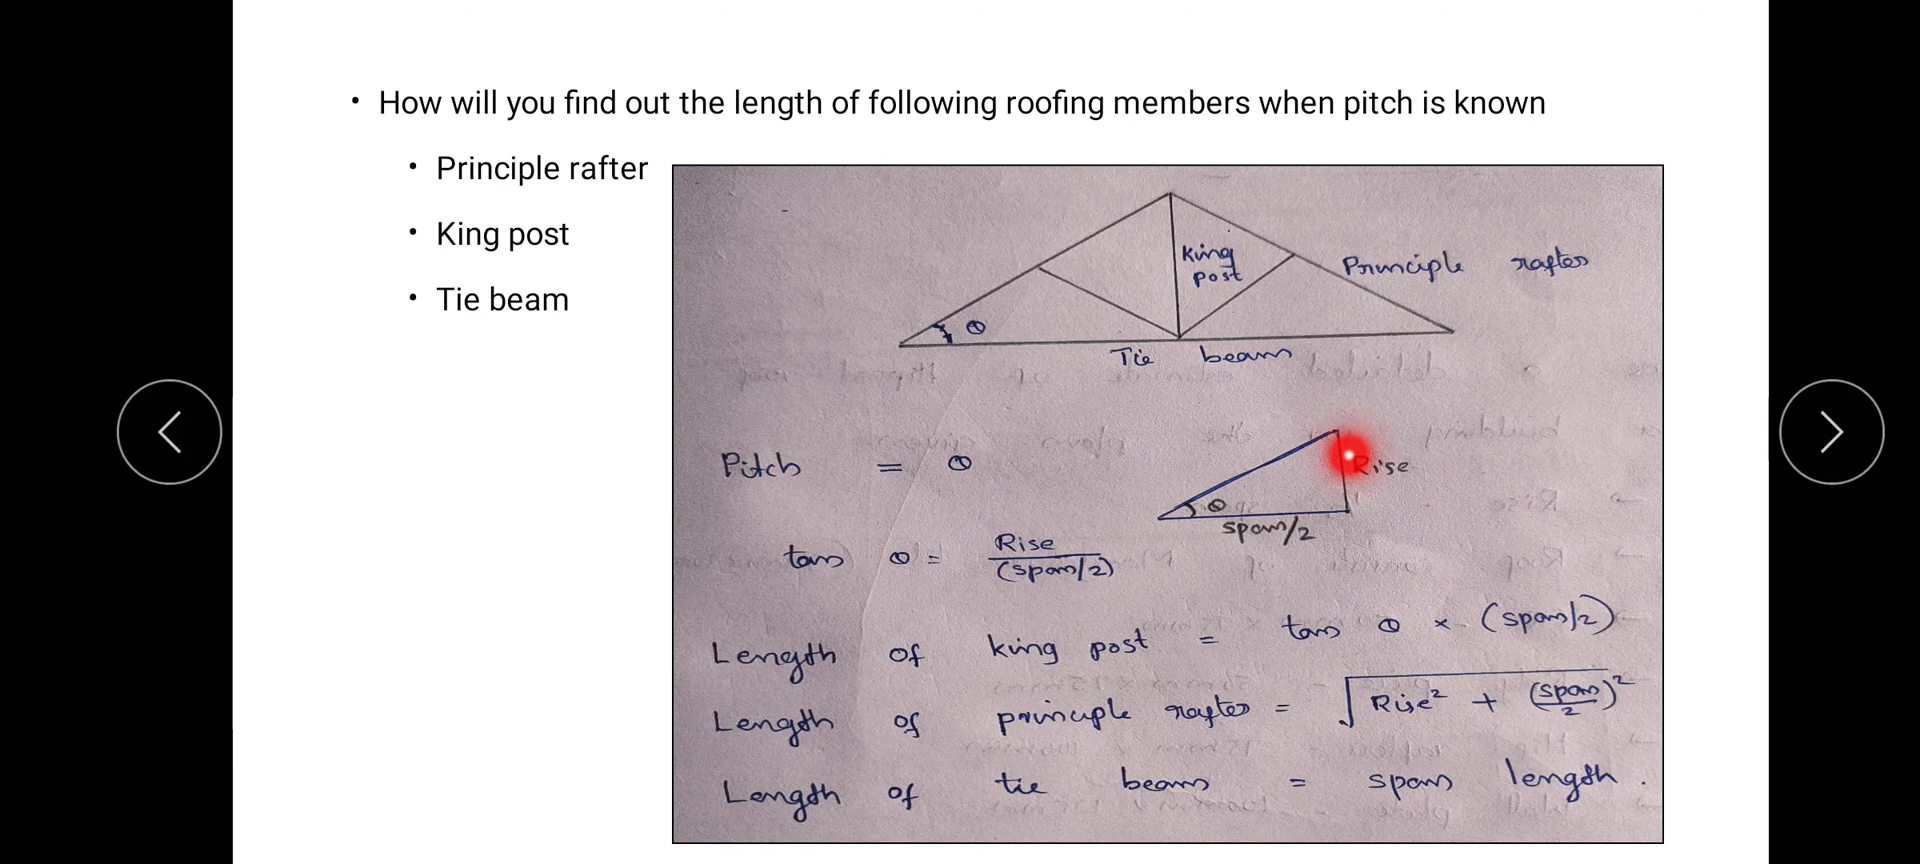 • How will you find out the length of following roofing members when pitch is known
• Principle rafter
• King post
• Tie beam
King
post
Principle rafter
θ
Tie beam
Pitch = θ
Rise
θ
span/2
tan θ = Rise / (span/2)
Length of king post = tan θ × (span/2)
Length of principle rafter = √ Rise² + (span/2)²
Length of tie beam = span length.